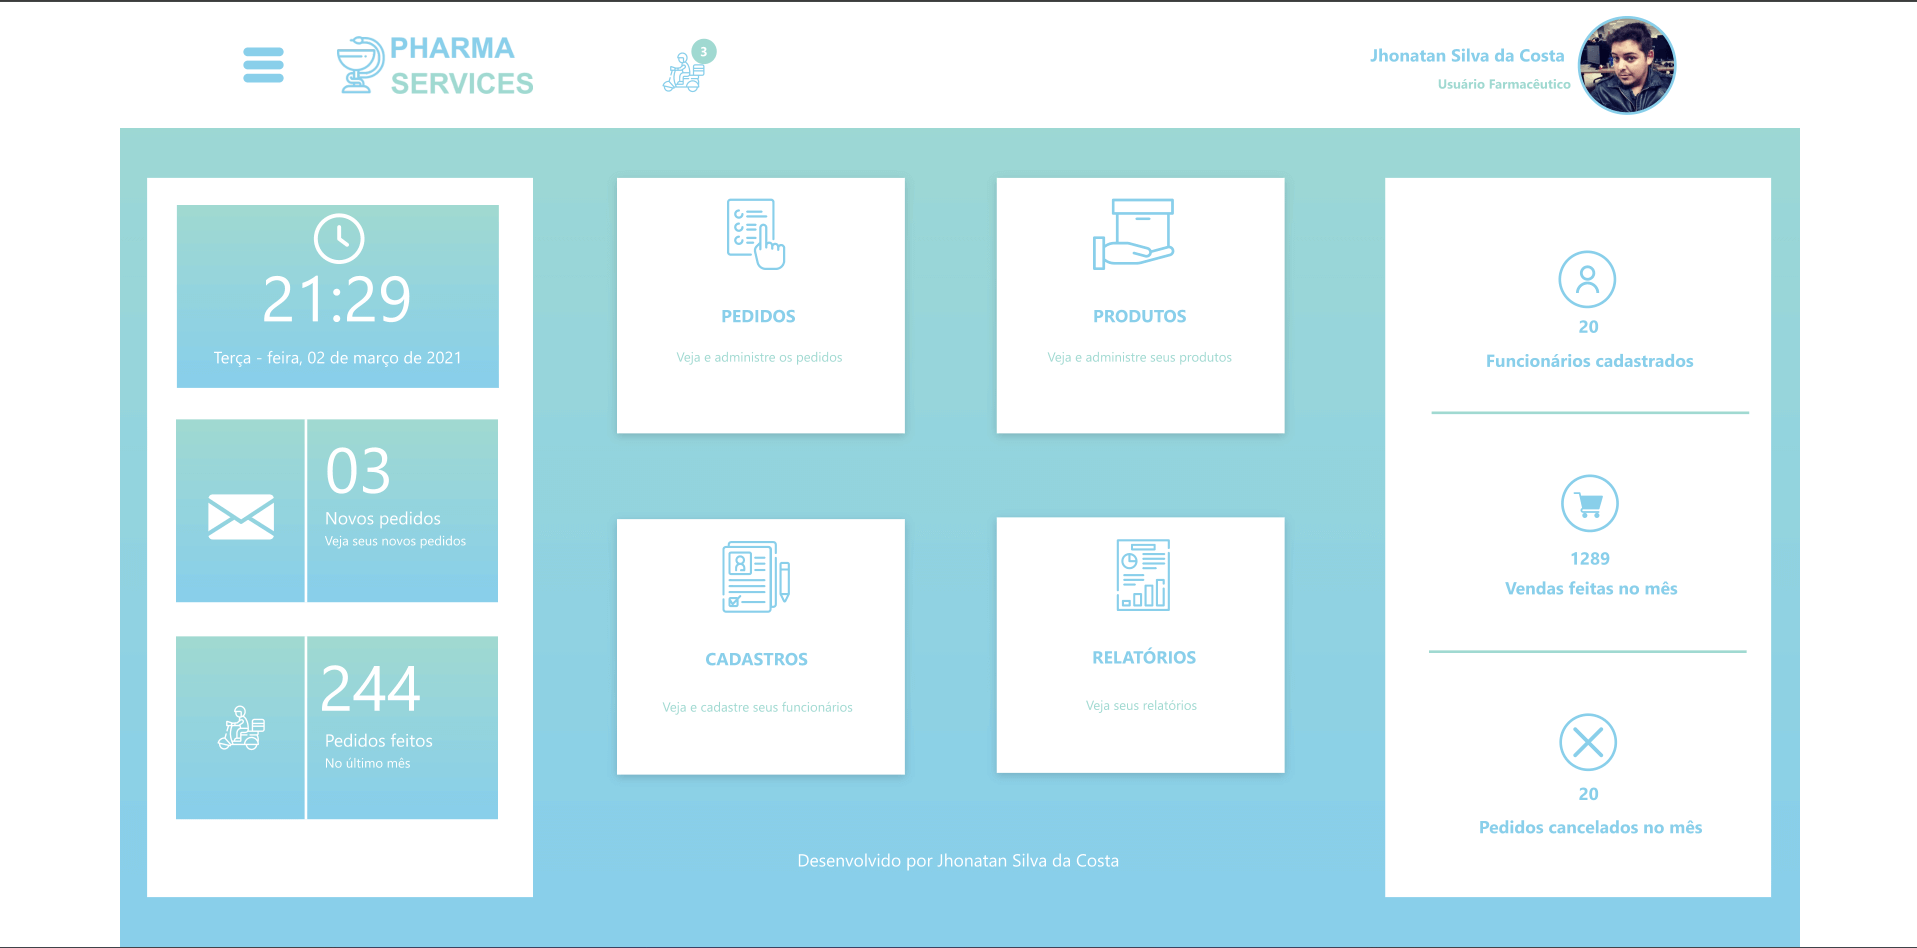 PHARMA
SERVICES
3
Jhonatan Silva da Costa
Usuário Farmacêutico
21:29
Terça - feira, 02 de março de 2021
03
Novos pedidos
Veja seus novos pedidos
244
Pedidos feitos
No último mês
PEDIDOS
Veja e administre os pedidos
PRODUTOS
Veja e administre seus produtos
CADASTROS
Veja e cadastre seus funcionários
RELATÓRIOS
Veja seus relatórios
20
Funcionários cadastrados
1289
Vendas feitas no mês
20
Pedidos cancelados no mês
Desenvolvido por Jhonatan Silva da Costa